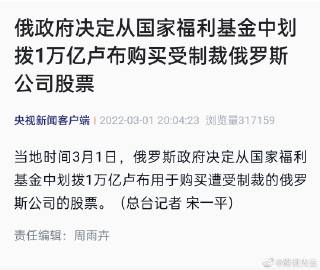 俄政府决定从国家福利基金中划
拨1万亿卢布购买受制裁俄罗斯
公司股票
央视新闻客户端 | 2022-03-01 20:04:23 浏览量317159
当地时间3月1日，俄罗斯政府决定从国家福利
基金中划拨1万亿卢布用于购买遭受制裁的俄罗
斯公司的股票。（总台记者 宋一平）
责任编辑：周雨卉